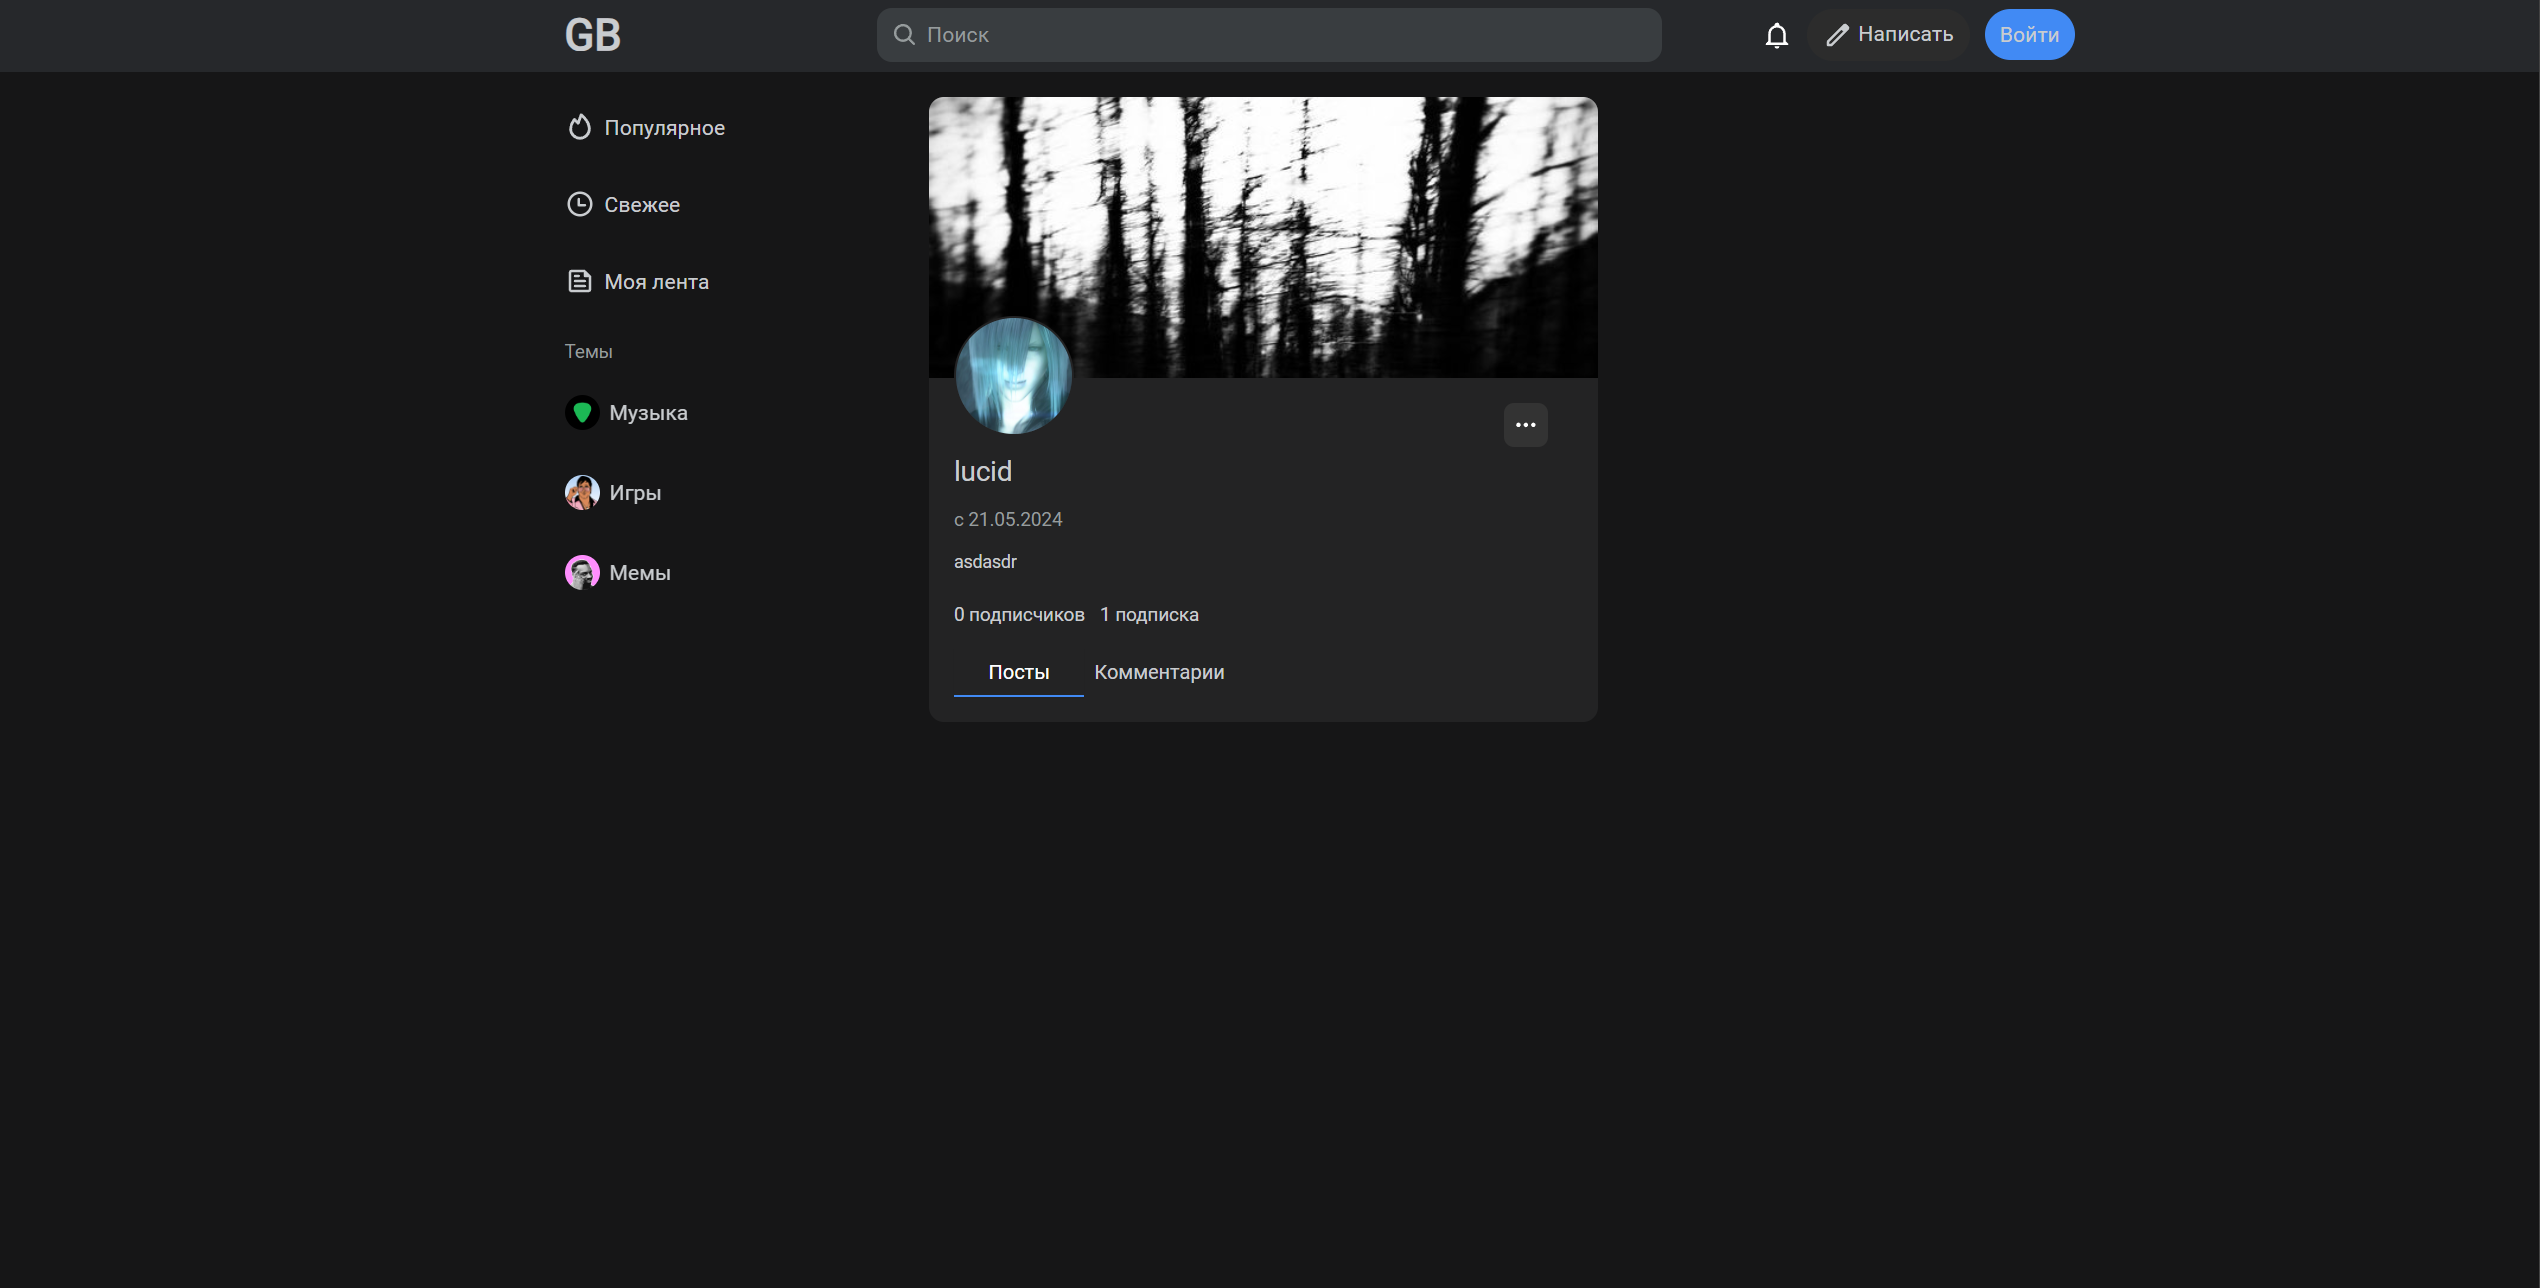 GB
Поиск
Написать
Войти
Популярное
Свежее
Моя лента
Темы
Музыка
Игры
Мемы
lucid
с 21.05.2024
asdasdr
0 подписчиков 1 подписка
Посты Комментарии